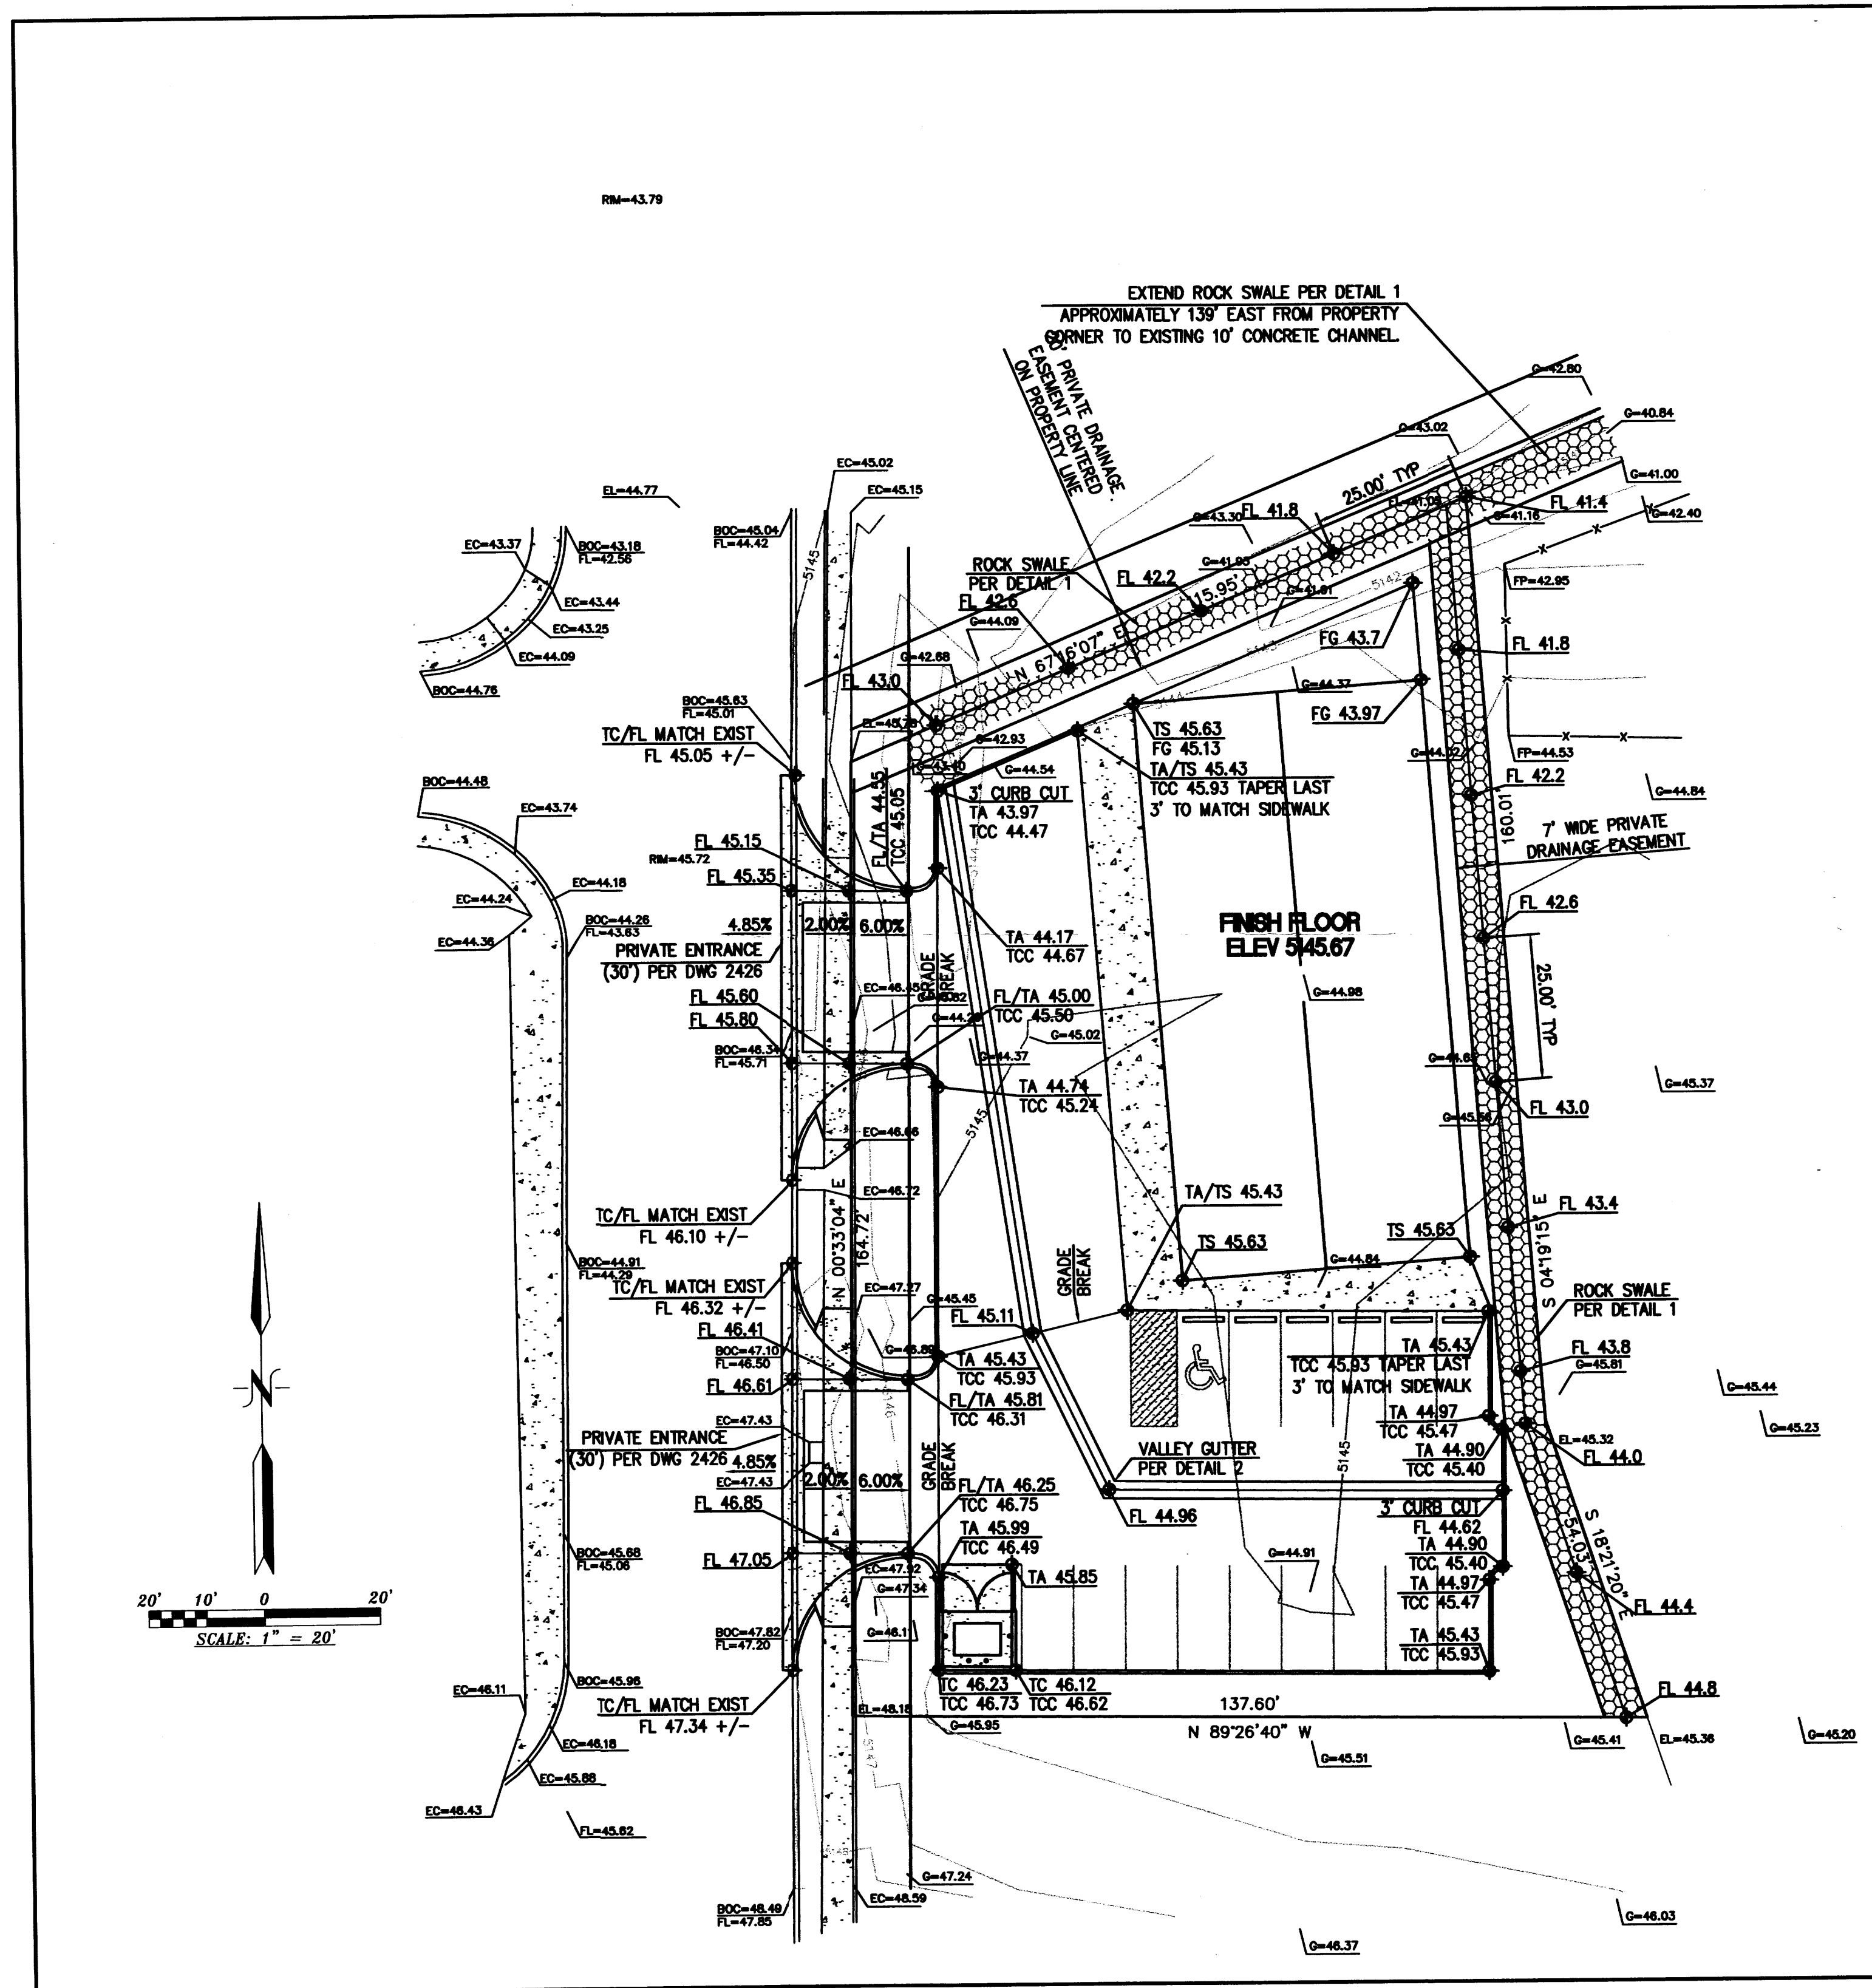 RIM=43.79
EXTEND ROCK SWALE PER DETAIL 1
APPROXIMATELY 139' EAST FROM PROPERTY
CORNER TO EXISTING 10' CONCRETE CHANNEL.
PRIVATE DRAINAGE
EASEMENT CENTERED
ON PROPERTY LINE
G=42.80
G=40.84
G=43.02
G=41.00
G=42.40
25.00' TYP
FL 41.4
G=41.16
EC=45.02
EC=45.15
EL=44.77
BOC=45.04
FL=44.42
5145
G=43.30
FL 41.8
EC=43.37
BOC=43.18
FL=42.56
EC=43.44
EC=43.25
EC=44.09
BOC=44.76
ROCK SWALE
PER DETAIL 1
FL 42.2
G=41.95
115.95'
FL 42.6
G=44.09
5142
FP=42.95
FG 43.7
FL 41.8
G=42.68
N 67°16'07" E
5143
FL 43.0
G=44.37
5144
FG 43.97
BOC=45.63
FL=45.01
TC/FL MATCH EXIST
FL 45.05 +/-
G=42.93
TS 45.63
FG 45.13
G=43.40
G=44.54
TA/TS 45.43
TCC 45.93 TAPER LAST
3' TO MATCH SIDEWALK
FP=44.53
FL 42.2
G=44.84
BOC=44.48
EC=43.74
FL/TA 44.55
TCC 45.05
3' CURB CUT
TA 43.97
TCC 44.47
160.01'
7' WIDE PRIVATE
DRAINAGE EASEMENT
FL 45.15
RIM=45.72
FL 45.35
5144
EC=44.18
EC=44.24
BOC=44.26
FL=43.63
EC=44.36
4.85%
2.00%
6.00%
FINISH FLOOR
ELEV 5145.67
FL 42.6
TA 44.17
TCC 44.67
PRIVATE ENTRANCE
(30') PER DWG 2426
GRADE
BREAK
25.00' TYP
FL 45.60
FL 45.80
FL/TA 45.00
TCC 45.50
G=44.98
G=45.02
BOC=46.34
FL=45.71
G=44.37
G=45.37
TA 44.74
TCC 45.24
FL 43.0
5145
EC=46.66
EC=46.72
TA/TS 45.43
S 04°19'15" E
FL 43.4
TC/FL MATCH EXIST
FL 46.10 +/-
N 00°33'04" E
164.72'
TS 45.63
TS 45.63
G=44.84
BOC=44.91
FL=44.29
TC/FL MATCH EXIST
FL 46.32 +/-
EC=47.27
G=45.45
GRADE
BREAK
ROCK SWALE
PER DETAIL 1
FL 45.11
FL 46.41
BOC=47.10
FL=46.50
FL 46.61
G=46.89
TA 45.43
TCC 45.93
TA 45.43
TCC 45.93 TAPER LAST
3' TO MATCH SIDEWALK
FL 43.8
G=45.81
G=45.44
FL/TA 45.81
TCC 46.31
5146
TA 44.97
TCC 45.47
G=45.23
EC=47.43
PRIVATE ENTRANCE
(30') PER DWG 2426
4.85%
EC=47.43
2.00%
6.00%
GRADE
BREAK
VALLEY GUTTER
PER DETAIL 2
5145
TA 44.90
TCC 45.40
EL=45.32
FL 44.0
FL 46.85
FL/TA 46.25
TCC 46.75
FL 44.96
3' CURB CUT
FL 44.62
BOC=45.68
FL=45.06
FL 47.05
TA 45.99
TCC 46.49
EC=47.92
G=47.34
TA 45.85
G=44.91
TA 44.90
TCC 45.40
TA 44.97
TCC 45.47
S 18°21'20" E
54.03'
FL 44.4
20' 10' 0 20'
SCALE: 1" = 20'
N
BOC=47.82
FL=47.20
G=46.11
TA 45.43
TCC 45.93
BOC=45.96
EC=46.11
TC/FL MATCH EXIST
FL 47.34 +/-
TC 46.23
TCC 46.73
TC 46.12
TCC 46.62
137.60'
N 89°26'40" W
FL 44.8
EL=48.18
G=45.95
EC=46.18
G=45.51
G=45.41
EL=45.36
G=45.20
5147
EC=45.88
EC=46.43
FL=45.62
G=47.24
EC=48.59
BOC=48.49
FL=47.85
G=46.03
G=46.37